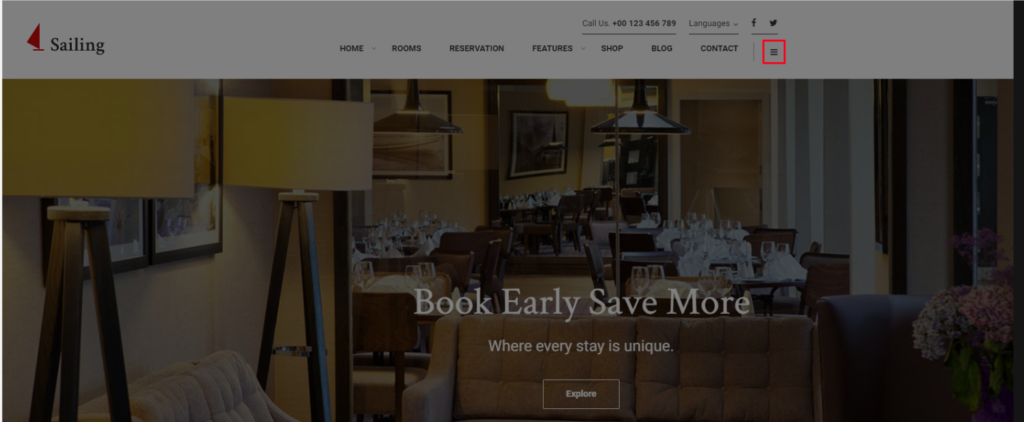 Call Us. +00 123 456 789 Languages
Sailing
HOME ROOMS RESERVATION FEATURES SHOP BLOG CONTACT
Book Early Save More
Where every stay is unique.
Explore